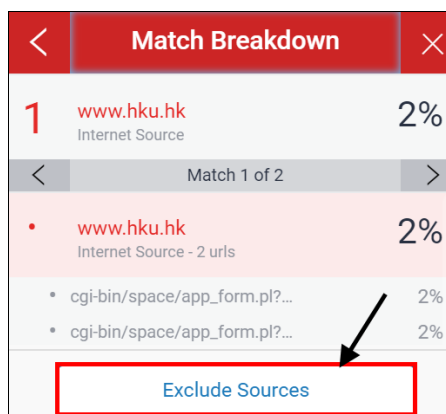 Match Breakdown
1 www.hku.hk 2%
Internet Source
Match 1 of 2
• www.hku.hk 2%
Internet Source - 2 urls
• cgi-bin/space/app_form.pl?... 2%
• cgi-bin/space/app_form.pl?... 2%
Exclude Sources